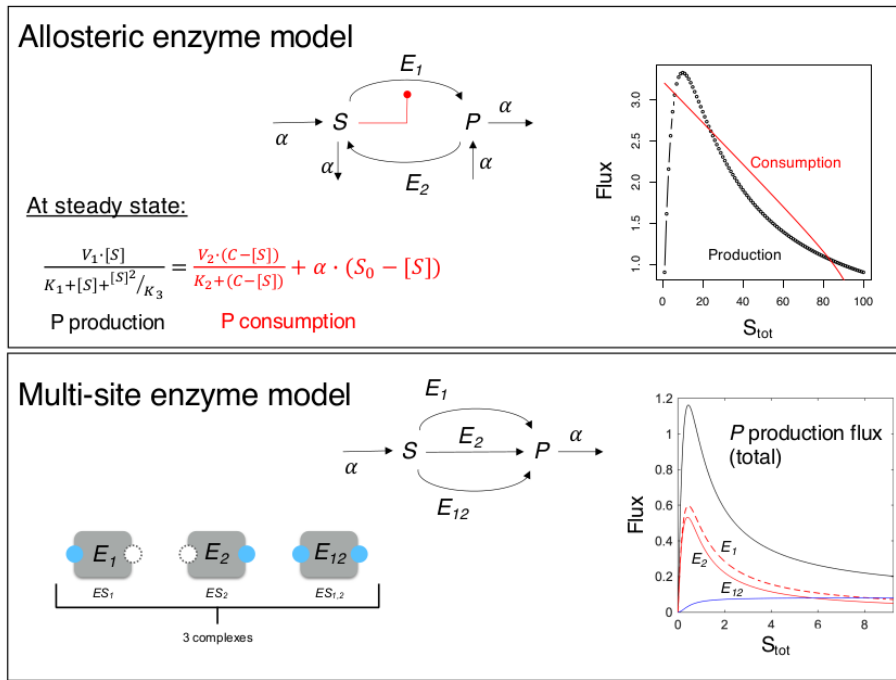 Allosteric enzyme model
E1
α
S
P
α
α
α
E2
At steady state:
V1·[S] / K1+[S]+[S]²/K3 = V2·(C−[S]) / K2+(C−[S]) + α · (S0 − [S])
P production P consumption
Flux
3.0
2.5
2.0
1.5
1.0
Consumption
Production
0 20 40 60 80 100
Stot
Multi-site enzyme model
E1
α
S
E2
P
α
E12
E1 E2 E12
ES1 ES2 ES1,2
3 complexes
Flux
1.2
1
0.8
0.6
0.4
0.2
0
P production flux
(total)
E1
E2
E12
0 2 4 6 8
Stot